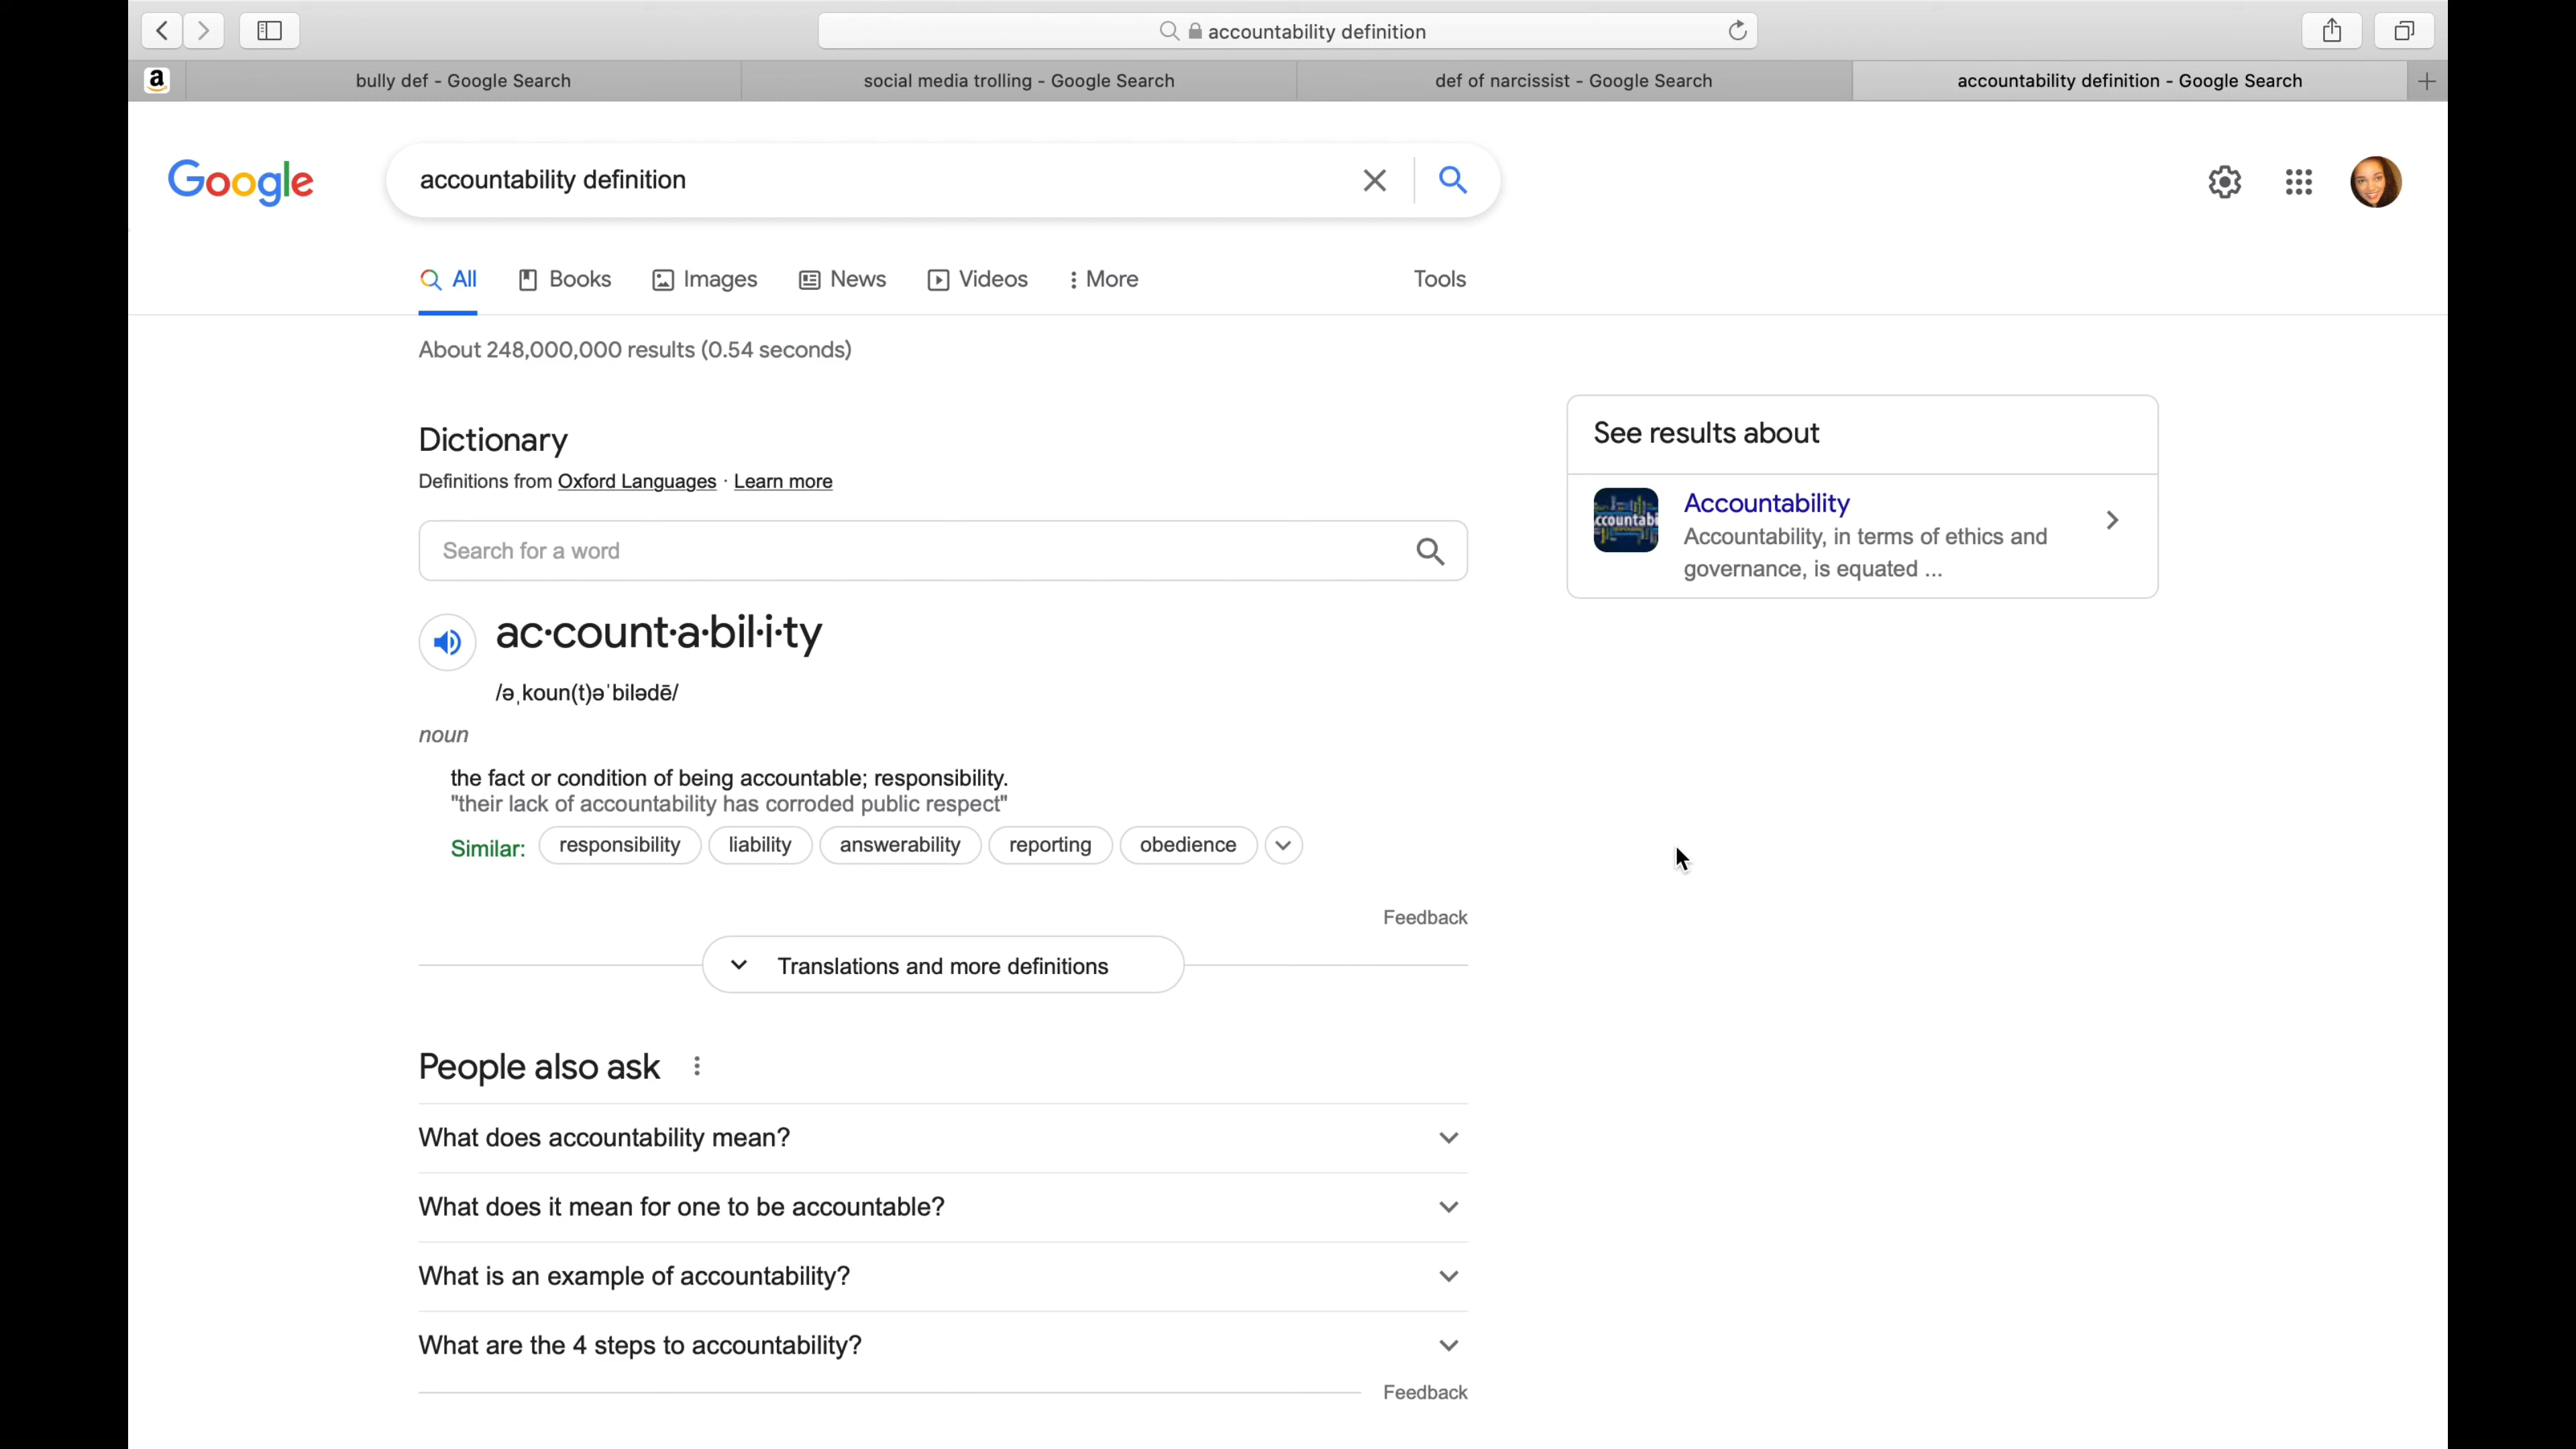 accountability definition
a
bully def - Google Search
social media trolling - Google Search
def of narcissist - Google Search
accountability definition - Google Search
Google
accountability definition
All
Books
Images
News
Videos
More
Tools
About 248,000,000 results (0.54 seconds)
Dictionary
Definitions from Oxford Languages · Learn more
Search for a word
ac·count·a·bil·i·ty
/əˌkoun(t)əˈbilədē/
noun
the fact or condition of being accountable; responsibility.
"their lack of accountability has corroded public respect"
Similar: responsibility liability answerability reporting obedience
Feedback
Translations and more definitions
People also ask
What does accountability mean?
What does it mean for one to be accountable?
What is an example of accountability?
What are the 4 steps to accountability?
Feedback
See results about
ccountabi
Accountability
Accountability, in terms of ethics and
governance, is equated ...